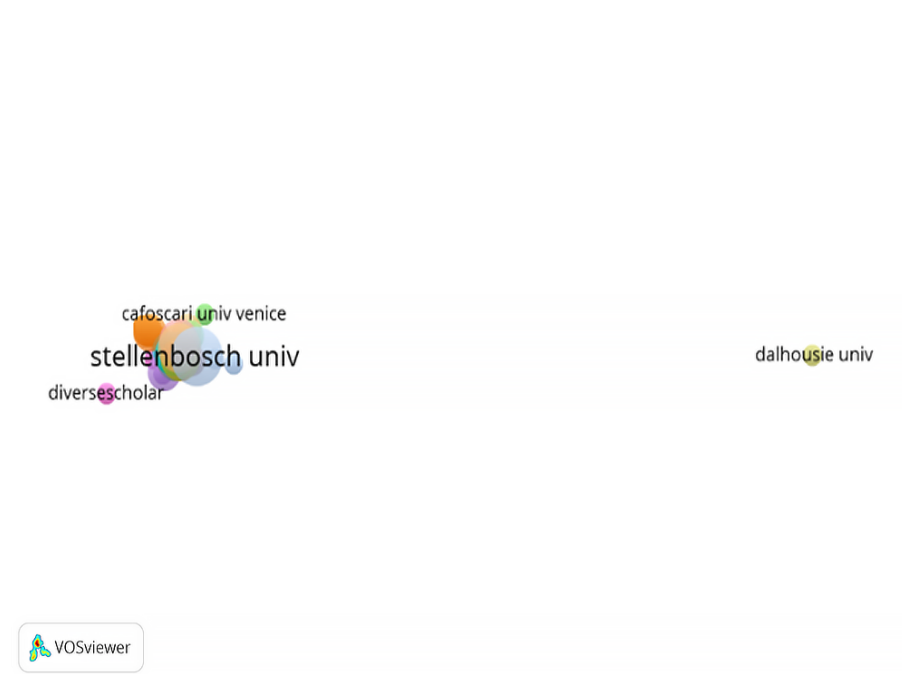 cafoscari univ venice
stellenbosch univ
dalhousie univ
diversescholar
VOSviewer